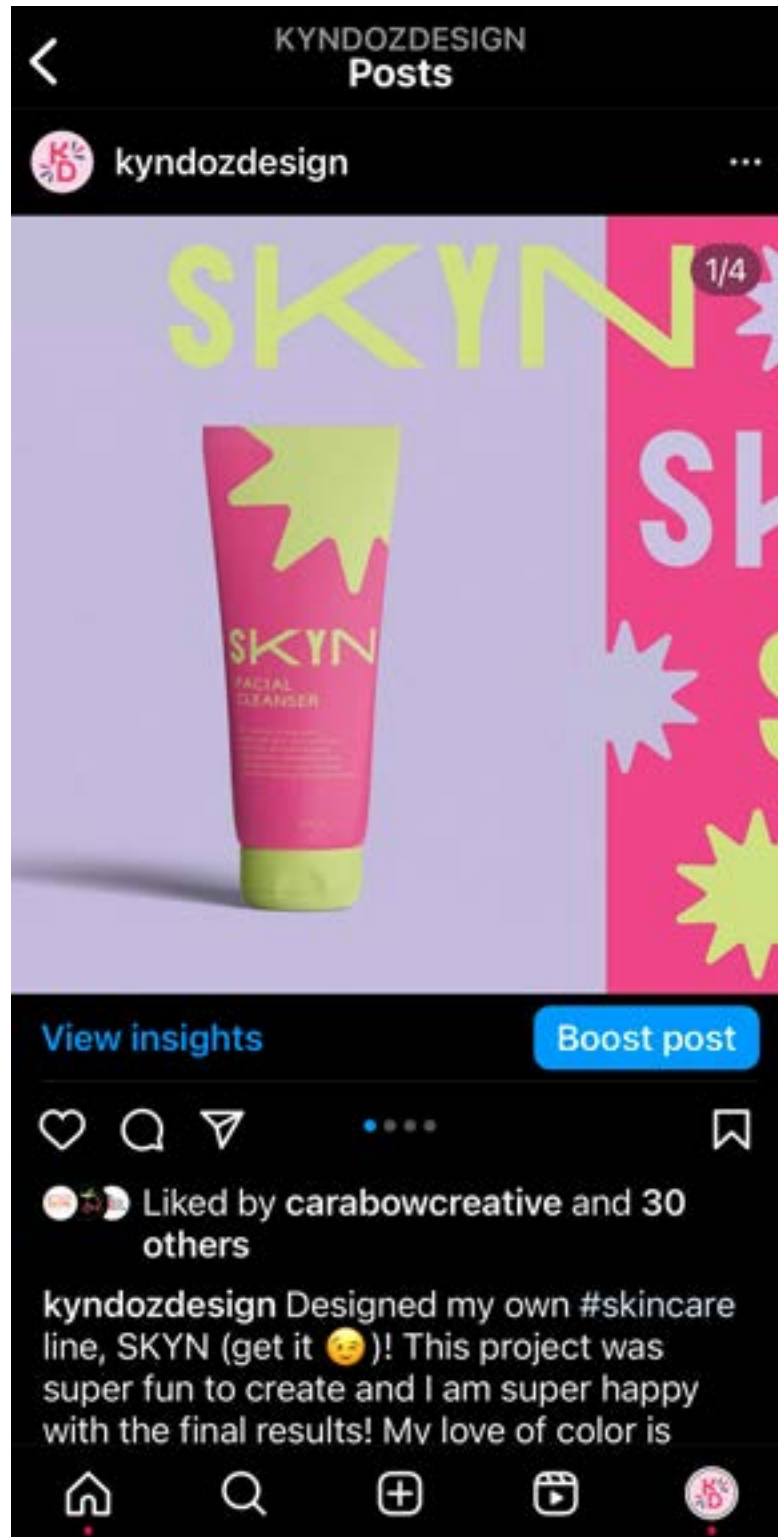 KYNDOZDESIGN
Posts
KD
kyndozdesign
SKYN
1/4
S
SKYN
FACIAL
CLEANSER
View insights
Boost post
Liked by carabowcreative and 30
others
kyndozdesign Designed my own #skincare
line, SKYN (get it 😉)! This project was
super fun to create and I am super happy
with the final results! My love of color is
KD